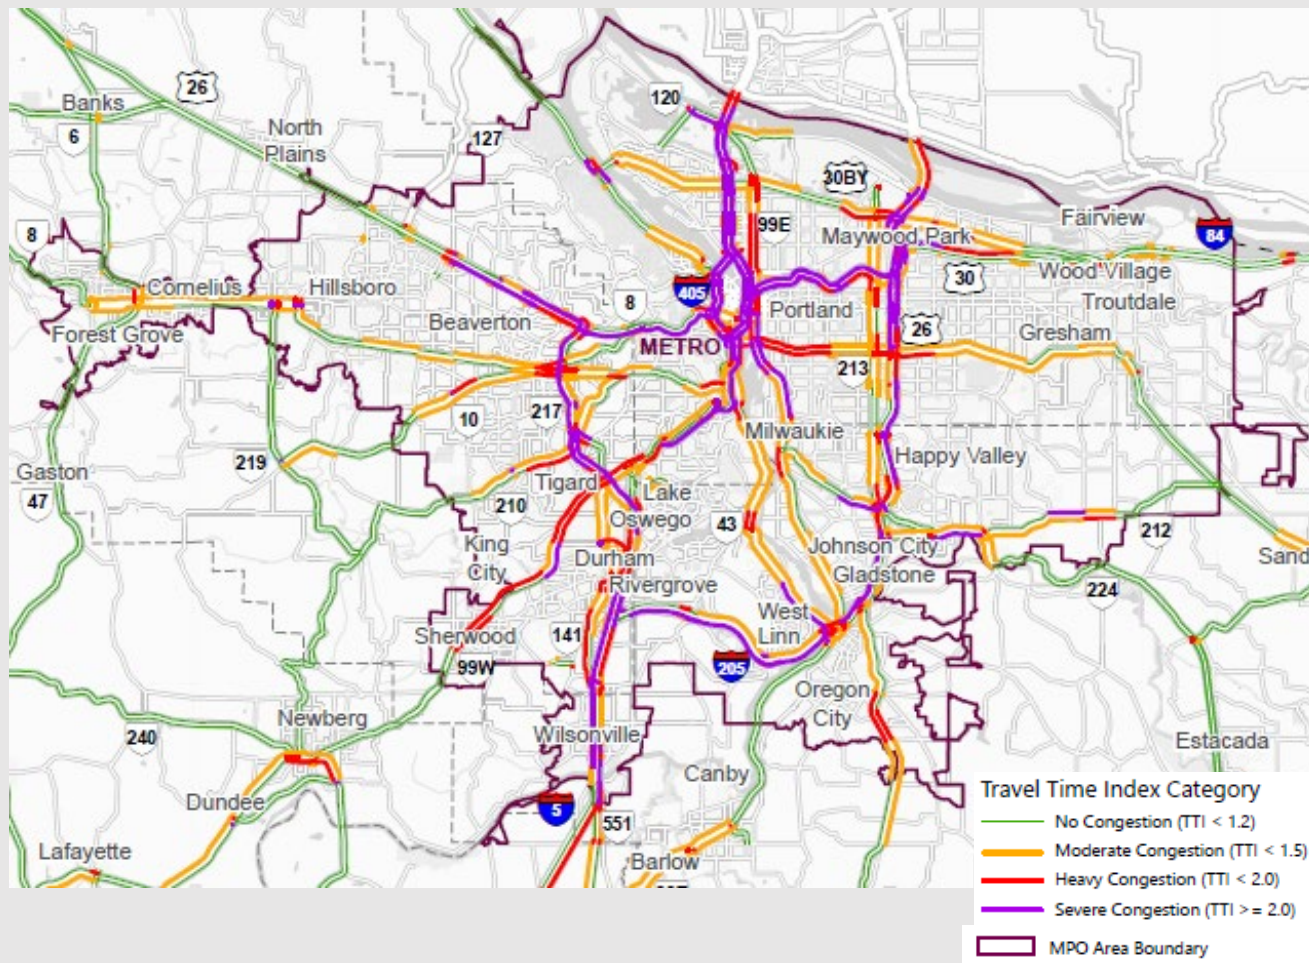 26
120
Banks
6
North
Plains
127
30BY
8
99E
Fairview
Maywood Park
84
Cornelius
Hillsboro
405
8
30
Wood Village
Troutdale
Portland
Forest Grove
Beaverton
METRO
26
Gresham
213
10
217
Milwaukie
219
Happy Valley
Gaston
47
Tigard
Lake
Oswego
210
43
212
King
City
Durham
Johnson City
Gladstone
Sand
Rivergrove
224
West
Linn
Sherwood
141
99W
205
Oregon
City
Newberg
240
Wilsonville
Canby
Estacada
Dundee
5
551
Lafayette
Barlow
Travel Time Index Category
No Congestion (TTI < 1.2)
Moderate Congestion (TTI < 1.5)
Heavy Congestion (TTI < 2.0)
Severe Congestion (TTI >= 2.0)
MPO Area Boundary